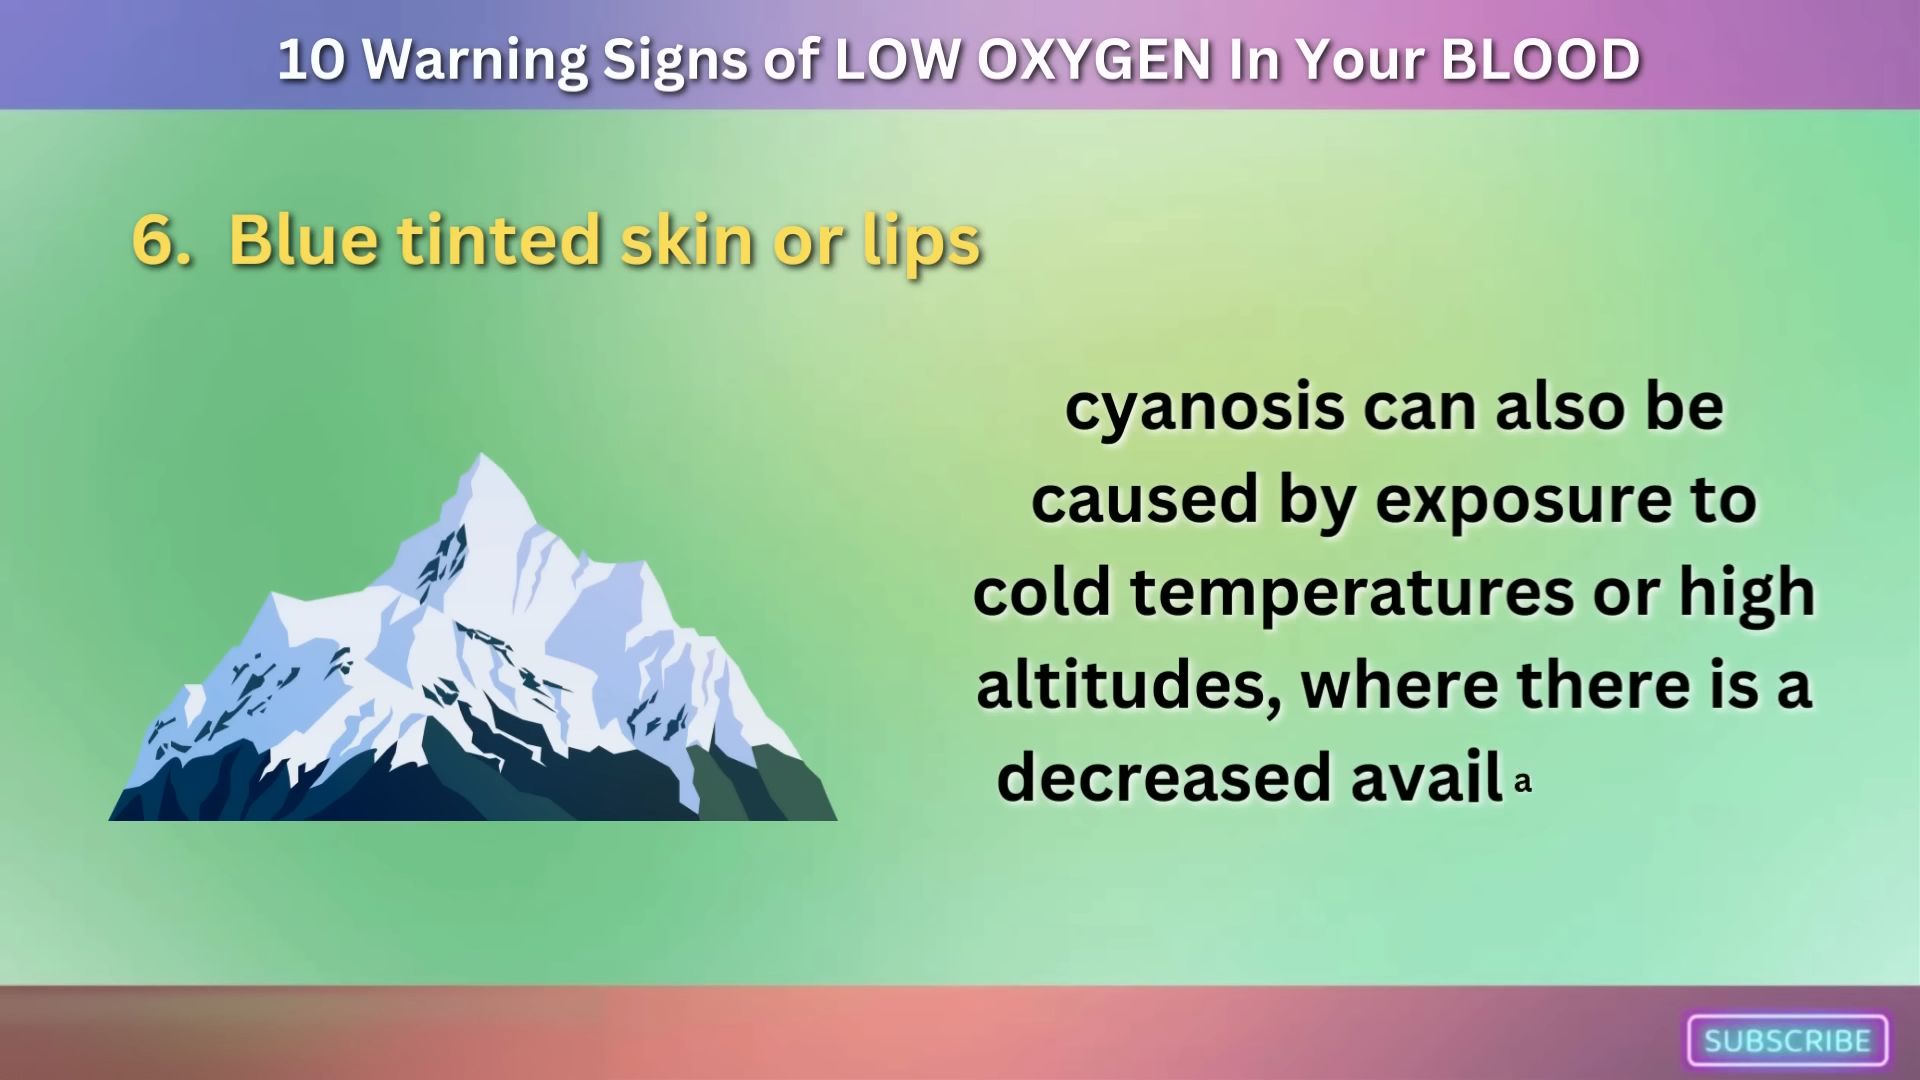 10 Warning Signs of LOW OXYGEN In Your BLOOD
6. Blue tinted skin or lips
cyanosis can also be
caused by exposure to
cold temperatures or high
altitudes, where there is a
decreased avail a
SUBSCRIBE